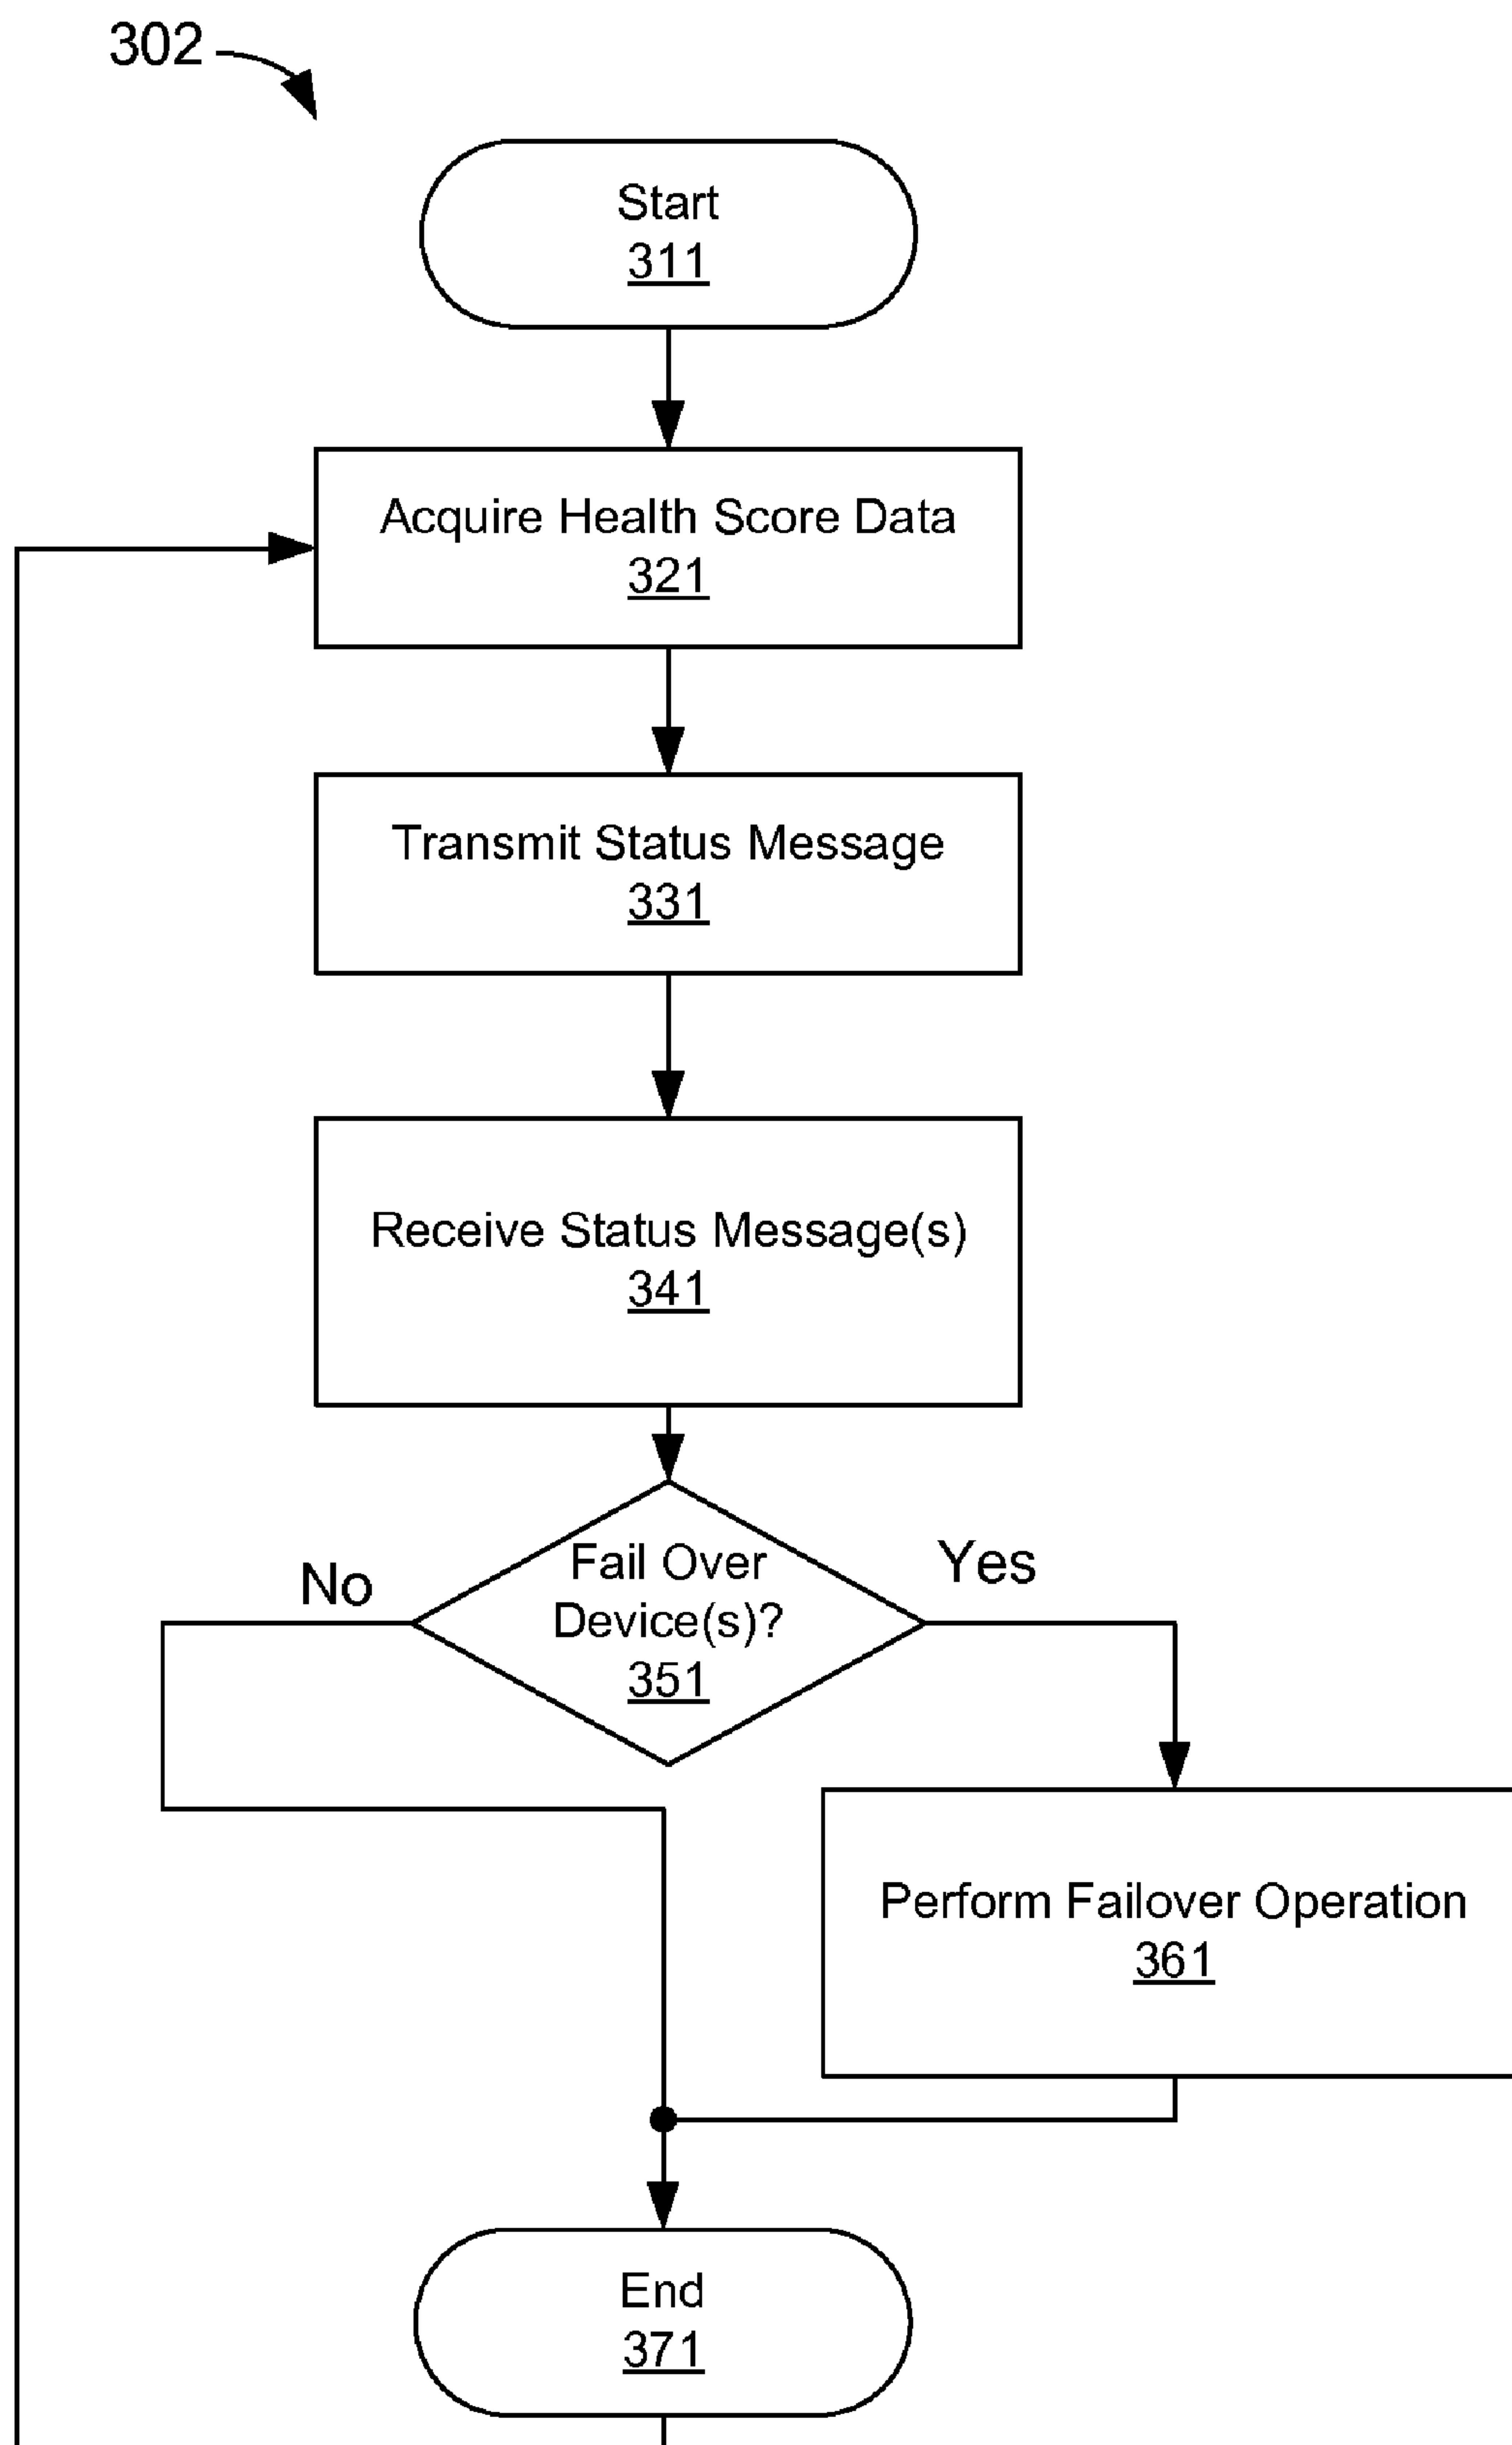 302
Start
311
Acquire Health Score Data
321
Transmit Status Message
331
Receive Status Message(s)
341
Fail Over
Device(s)?
351
No
Yes
Perform Failover Operation
361
End
371